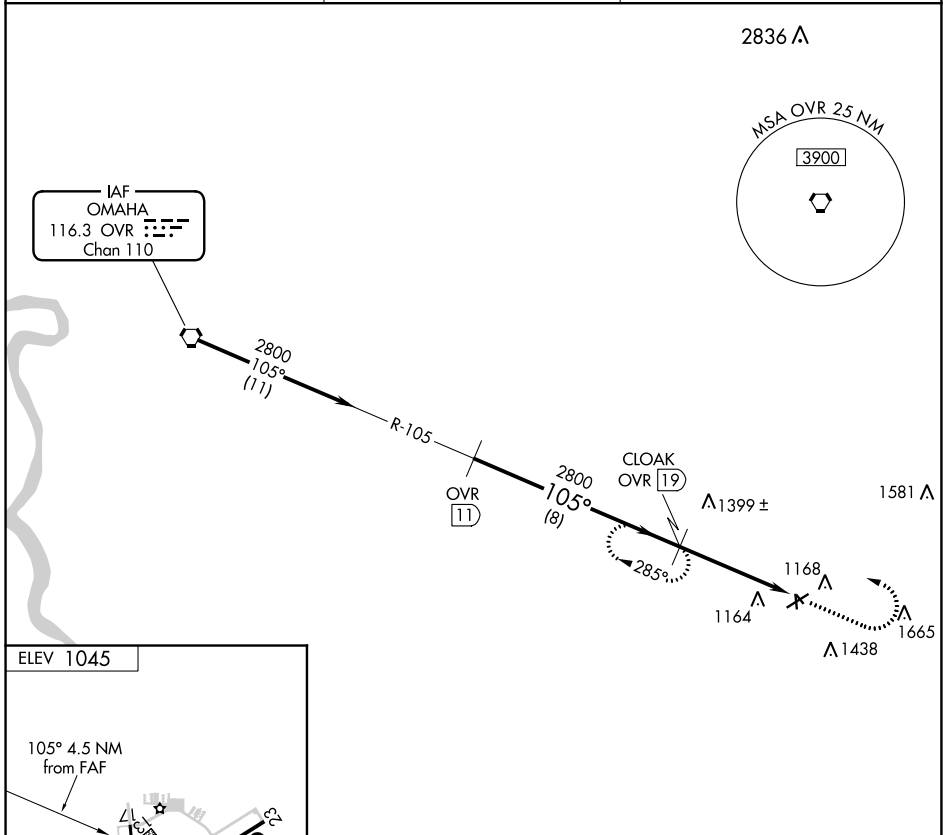 2836
MSA OVR 25 NM
3900
IAF
OMAHA
116.3 OVR
Chan 110
2800
105°
(11)
R-105
OVR
11
2800
105°
(8)
CLOAK
OVR 19
1399 ±
1581
285°
1168
1164
1665
1438
ELEV 1045
105° 4.5 NM
from FAF
17
13
23